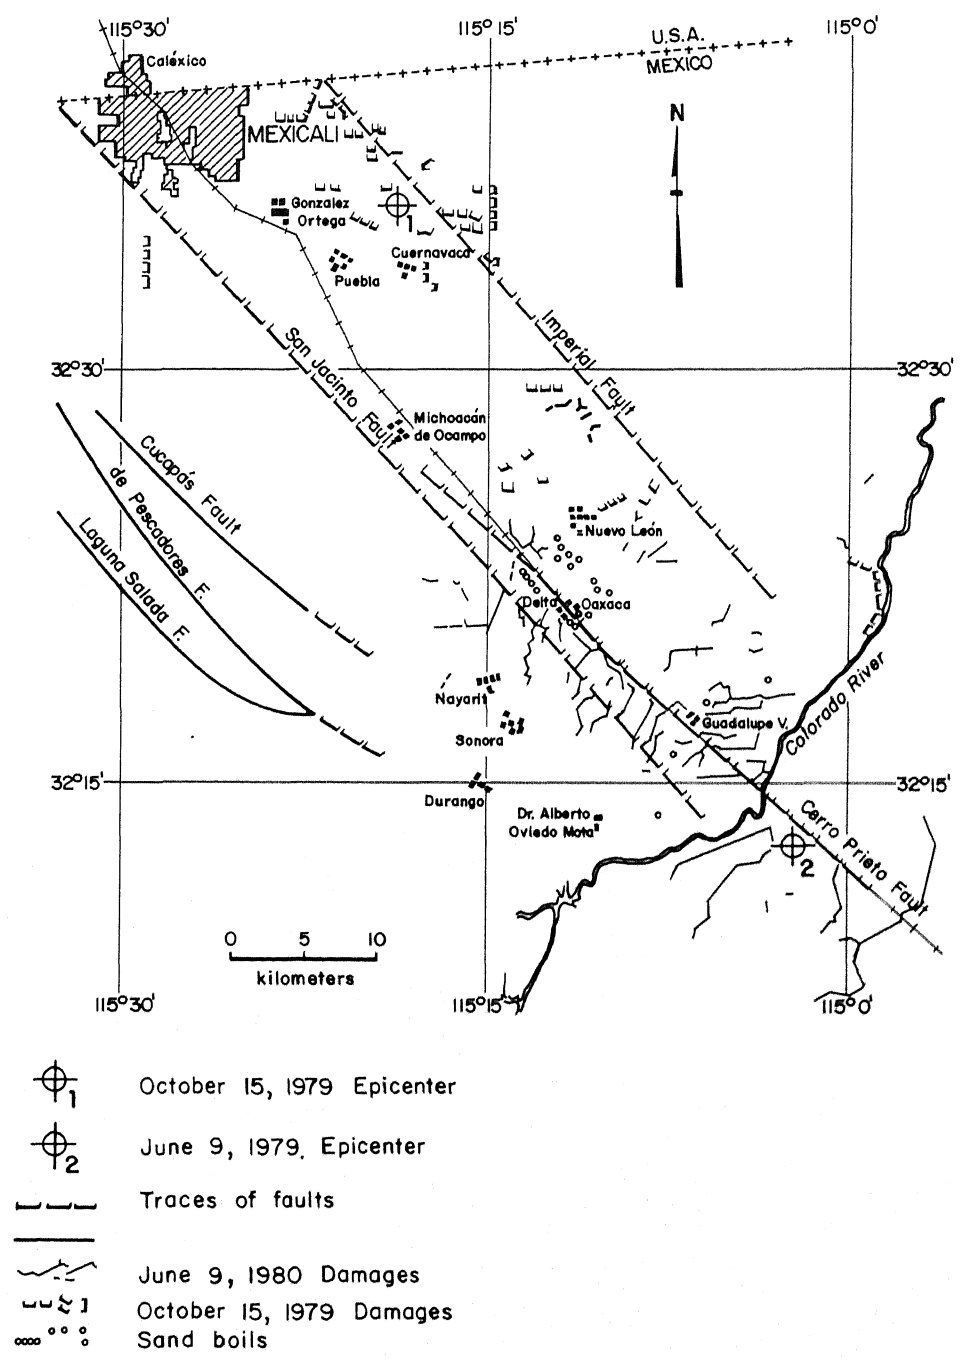 115°30'
115°15'
115°0'
U.S.A.
MEXICO
Caléxico
MEXICALI
N
Gonzalez
Ortega
1
Cuernavaca
Puebla
Imperial Fault
San Jacinto Fault
32°30'
32°30'
Michoacán
de Ocampo
Cucapás Fault
de Pescadores F.
Laguna Salada F.
Nuevo León
Delta
Oaxaca
Nayarit
Sonora
Guadalupe V.
Colorado River
32°15'
32°15'
Durango
Dr. Alberto
Oviedo Mota
2
Cerro Prieto Fault
0 5 10
kilometers
115°30'
115°15'
115°0'
1 October 15, 1979 Epicenter
2 June 9, 1979. Epicenter
Traces of faults
June 9, 1980 Damages
October 15, 1979 Damages
Sand boils